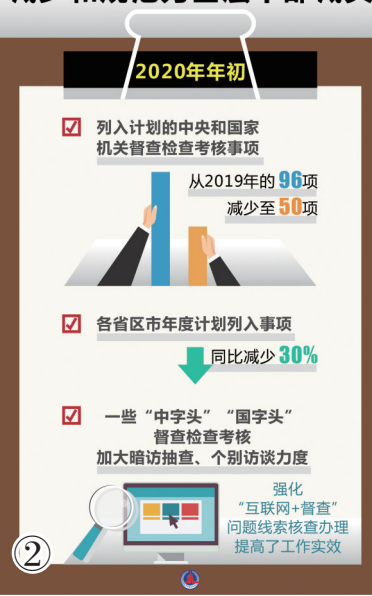 2020年年初
列入计划的中央和国家
机关督查检查考核事项
从2019年的 96项
减少至 50项
各省区市年度计划列入事项
同比减少 30%
一些“中字头”“国字头”
督查检查考核
加大暗访抽查、个别访谈力度
强化
“互联网+督查”
问题线索核查办理
提高了工作实效
②